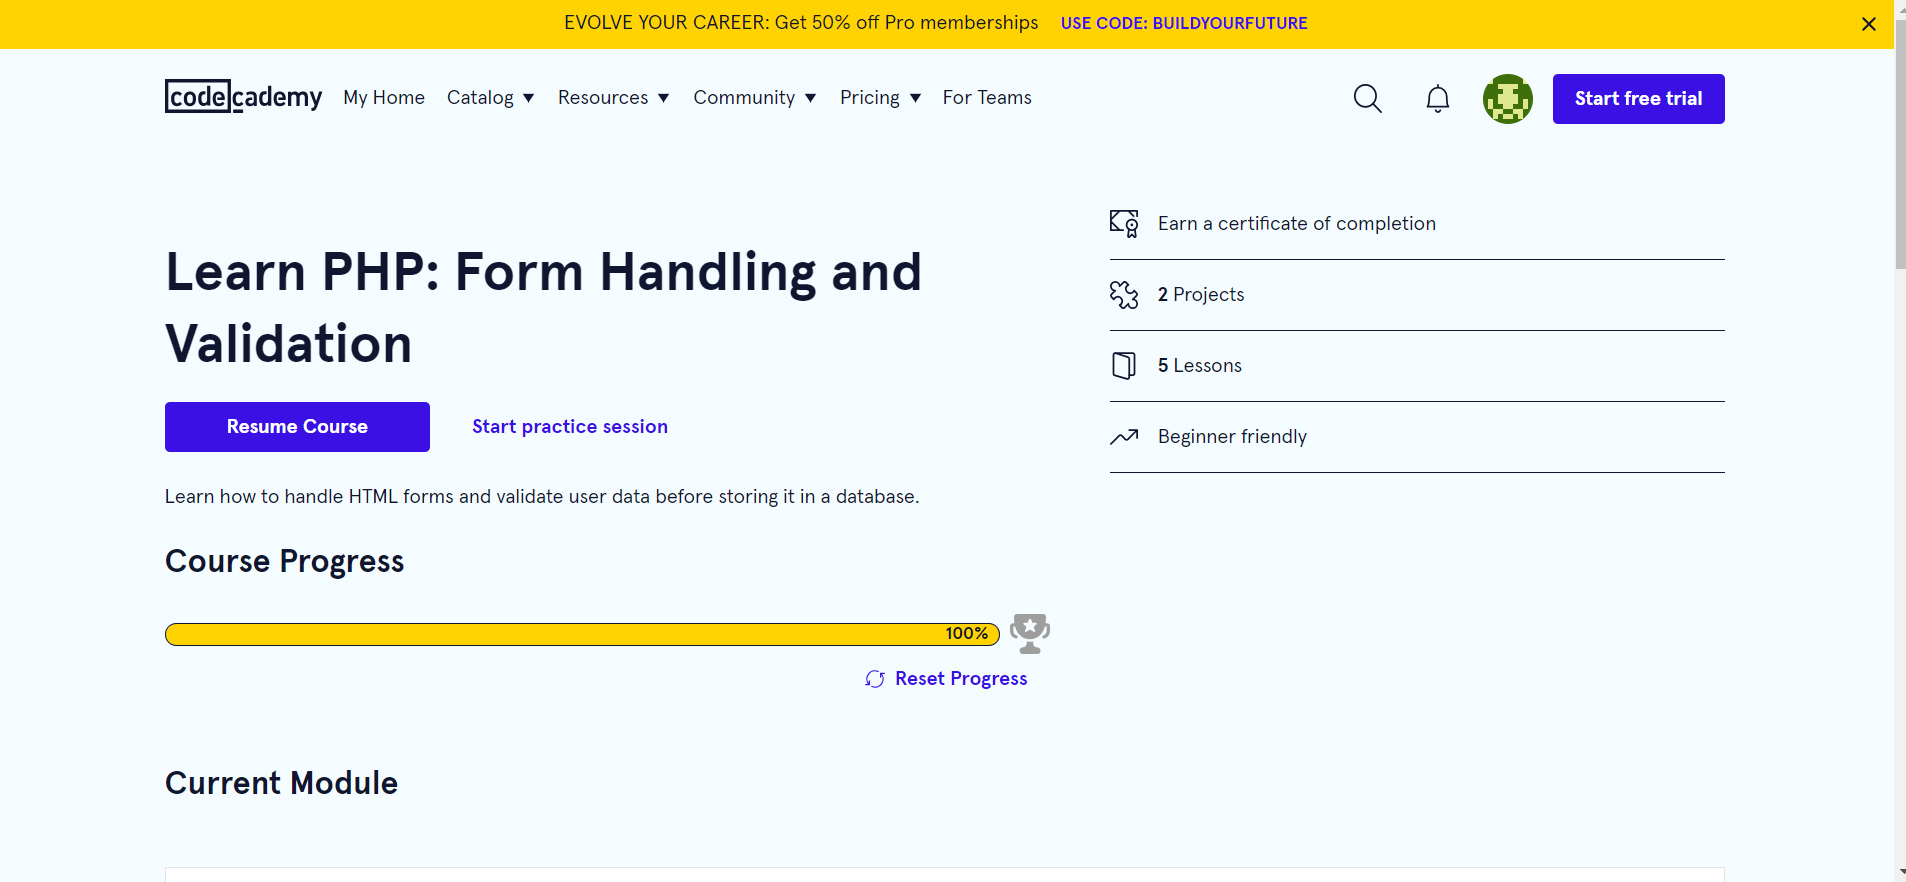 EVOLVE YOUR CAREER: Get 50% off Pro memberships USE CODE: BUILDYOURFUTURE
codecademy My Home Catalog Resources Community Pricing For Teams Start free trial
Learn PHP: Form Handling and
Validation
Resume Course Start practice session
Learn how to handle HTML forms and validate user data before storing it in a database.
Course Progress
100%
Reset Progress
Earn a certificate of completion
2 Projects
5 Lessons
Beginner friendly
Current Module